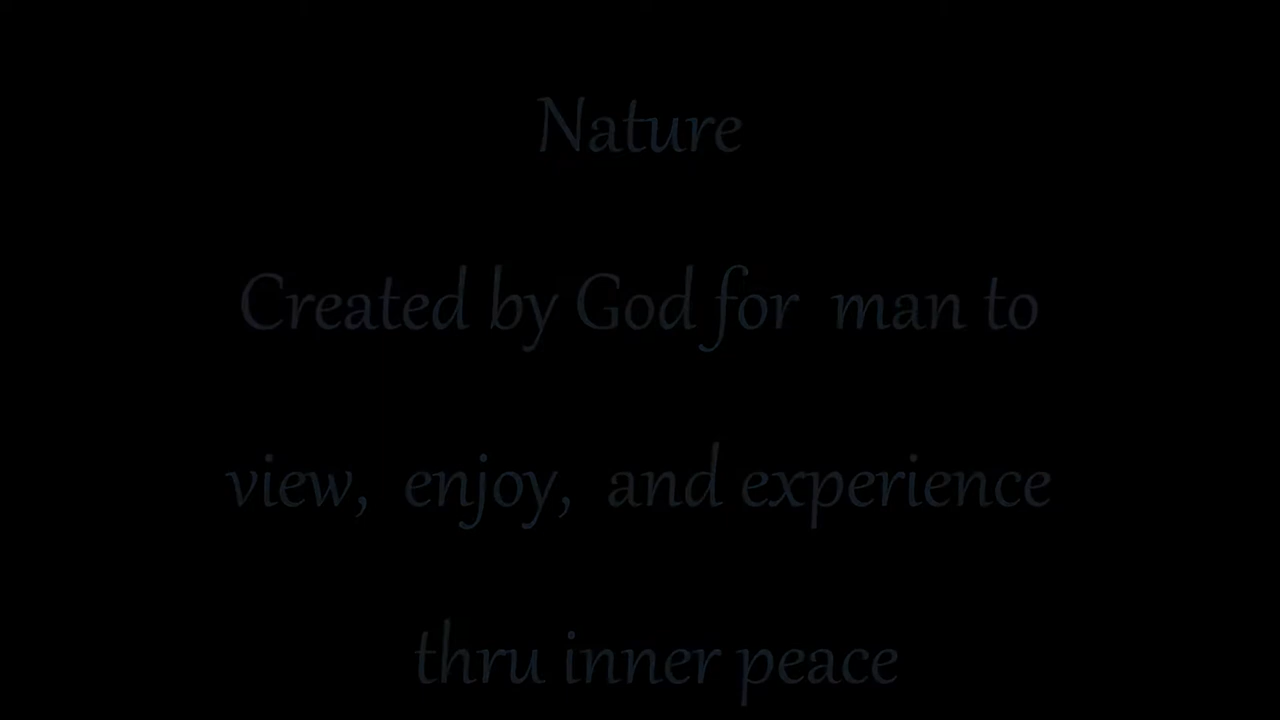 Nature
Created by God for man to
view, enjoy, and experience
thru inner peace